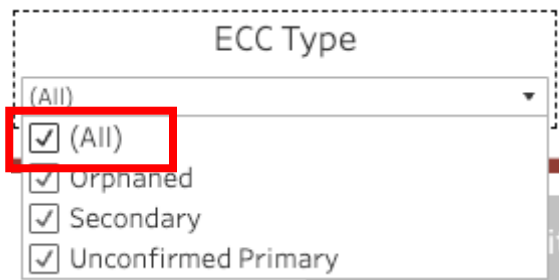 ECC Type
(All)
(All)
Orphaned
Secondary
Unconfirmed Primary